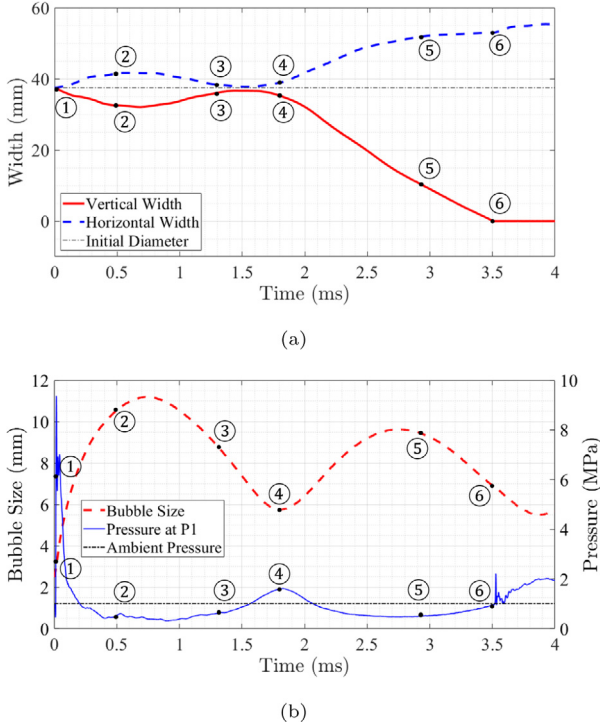 60
40
20
0
Width (mm)
② ③ ④ ⑤ ⑥
① ② ③ ④ ⑤ ⑥
Vertical Width
Horizontal Width
Initial Diameter
0 0.5 1 1.5 2 2.5 3 3.5 4
Time (ms)
(a)
12
10
8
6
4
2
0
Bubble Size (mm)
10
8
6
4
2
0
Pressure (MPa)
① ② ③ ④ ⑤ ⑥
① ② ③ ④ ⑤ ⑥
Bubble Size
Pressure at P1
Ambient Pressure
0 0.5 1 1.5 2 2.5 3 3.5 4
Time (ms)
(b)